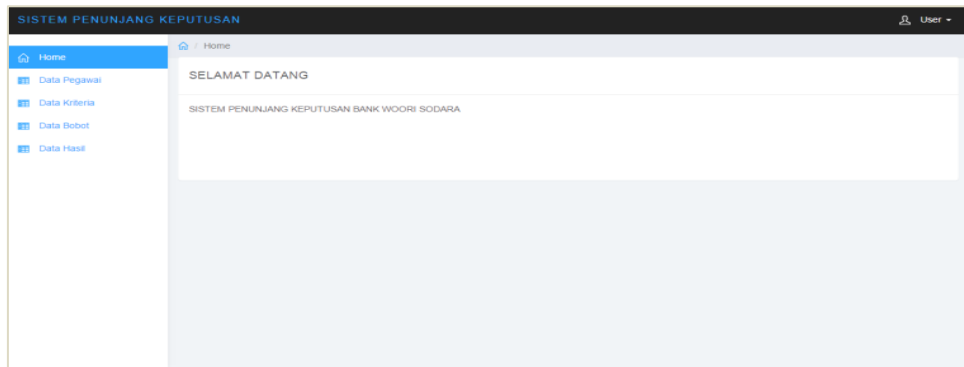 SISTEM PENUNJANG KEPUTUSAN
User
/ Home
Home
Data Pegawai
Data Kriteria
Data Bobot
Data Hasil
SELAMAT DATANG
SISTEM PENUNJANG KEPUTUSAN BANK WOORI SODARA